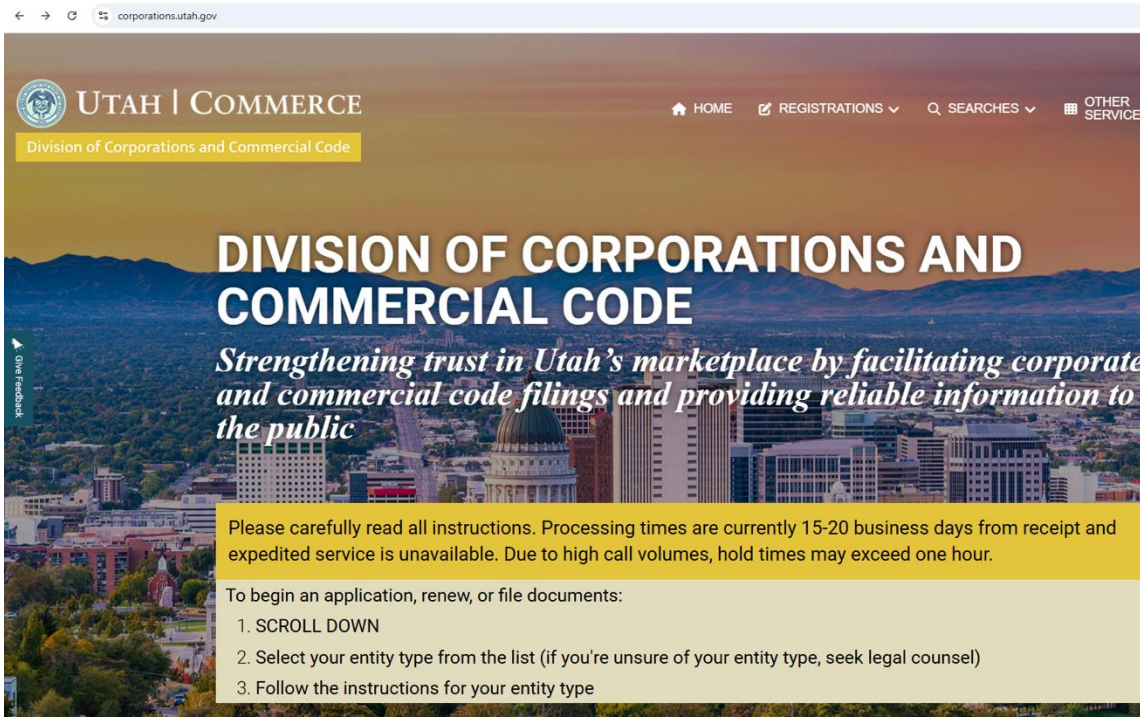 corporations.utah.gov
UTAH | COMMERCE
Division of Corporations and Commercial Code
HOME
REGISTRATIONS
SEARCHES
OTHER
SERVICE
DIVISION OF CORPORATIONS AND
COMMERCIAL CODE
Strengthening trust in Utah's marketplace by facilitating corporate
and commercial code filings and providing reliable information to
the public
Give Feedback
Please carefully read all instructions. Processing times are currently 15-20 business days from receipt and
expedited service is unavailable. Due to high call volumes, hold times may exceed one hour.
To begin an application, renew, or file documents:
1. SCROLL DOWN
2. Select your entity type from the list (if you're unsure of your entity type, seek legal counsel)
3. Follow the instructions for your entity type